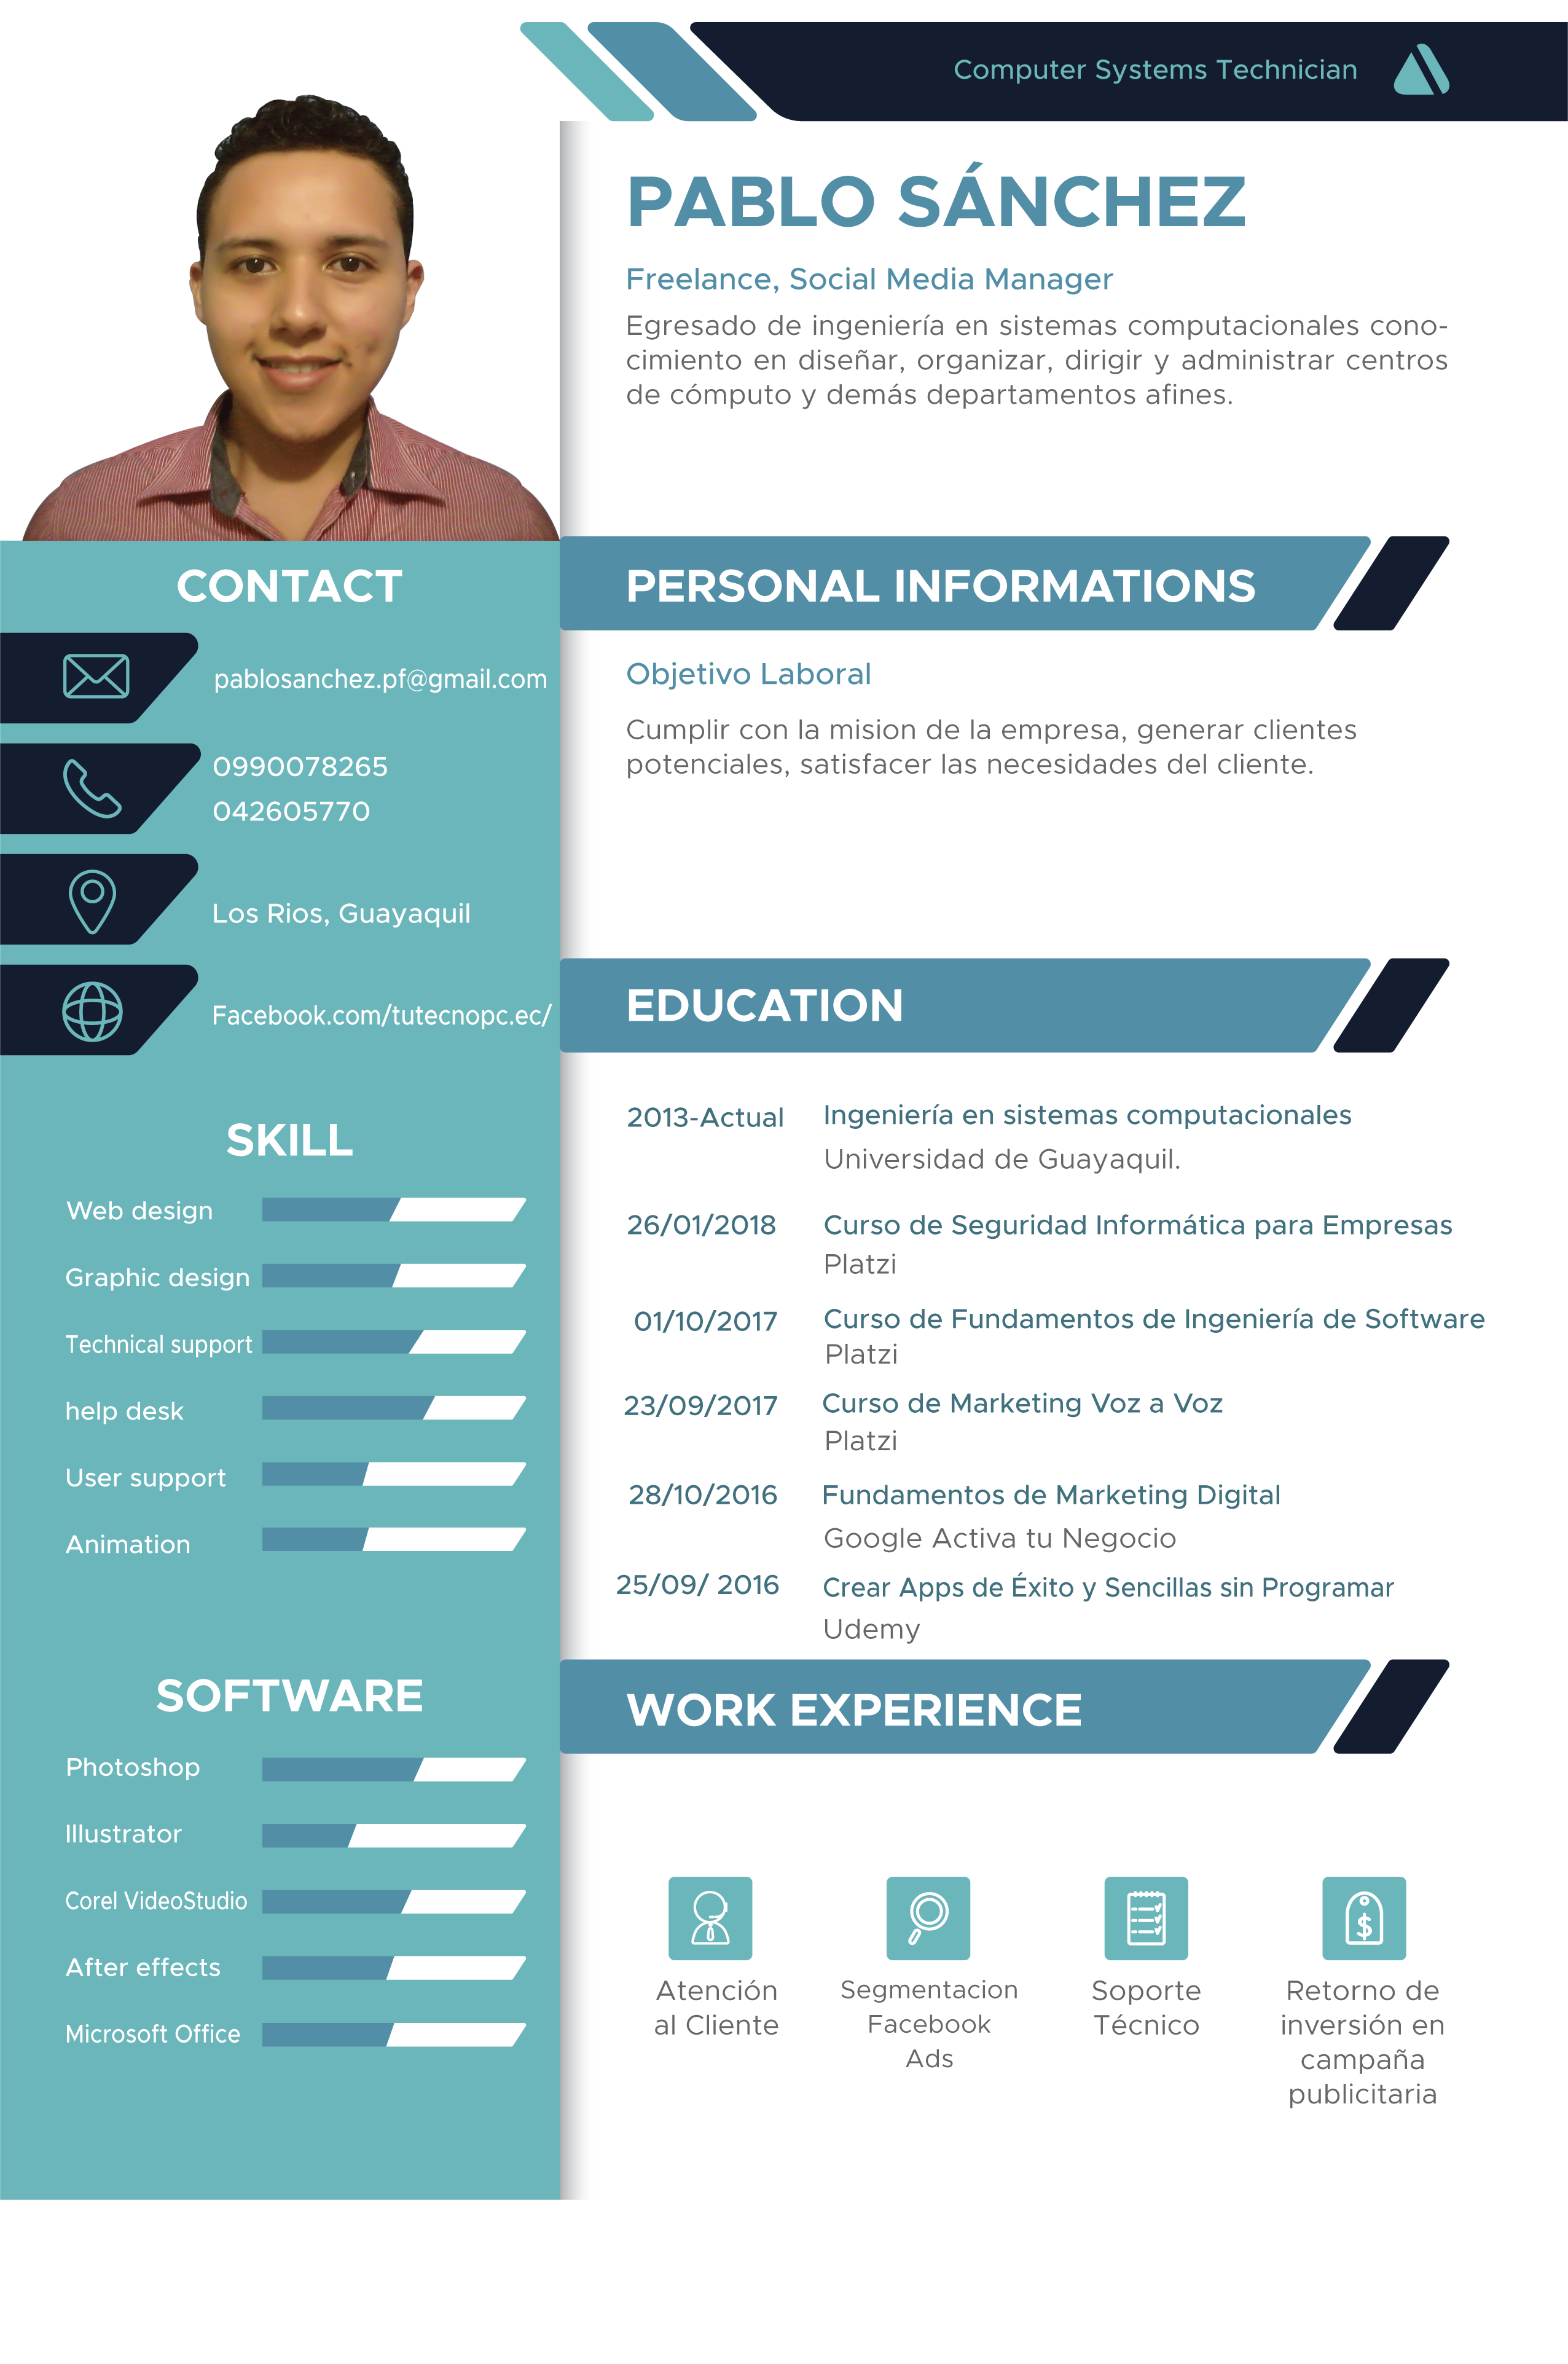 Computer Systems Technician
PABLO SÁNCHEZ
Freelance, Social Media Manager
Egresado de ingeniería en sistemas computacionales cono-
cimiento en diseñar, organizar, dirigir y administrar centros
de cómputo y demás departamentos afines.
CONTACT
pablosanchez.pf@gmail.com
0990078265
042605770
Los Rios, Guayaquil
Facebook.com/tutecnopc.ec/
SKILL
Web design
Graphic design
Technical support
help desk
User support
Animation
SOFTWARE
Photoshop
Illustrator
Corel VideoStudio
After effects
Microsoft Office
PERSONAL INFORMATIONS
Objetivo Laboral
Cumplir con la mision de la empresa, generar clientes
potenciales, satisfacer las necesidades del cliente.
EDUCATION
2013-Actual Ingeniería en sistemas computacionales
Universidad de Guayaquil.
26/01/2018 Curso de Seguridad Informática para Empresas
Platzi
01/10/2017 Curso de Fundamentos de Ingeniería de Software
Platzi
23/09/2017 Curso de Marketing Voz a Voz
Platzi
28/10/2016 Fundamentos de Marketing Digital
Google Activa tu Negocio
25/09/ 2016 Crear Apps de Éxito y Sencillas sin Programar
Udemy
WORK EXPERIENCE
Atención
al Cliente
Segmentacion
Facebook
Ads
Soporte
Técnico
$
Retorno de
inversión en
campaña
publicitaria